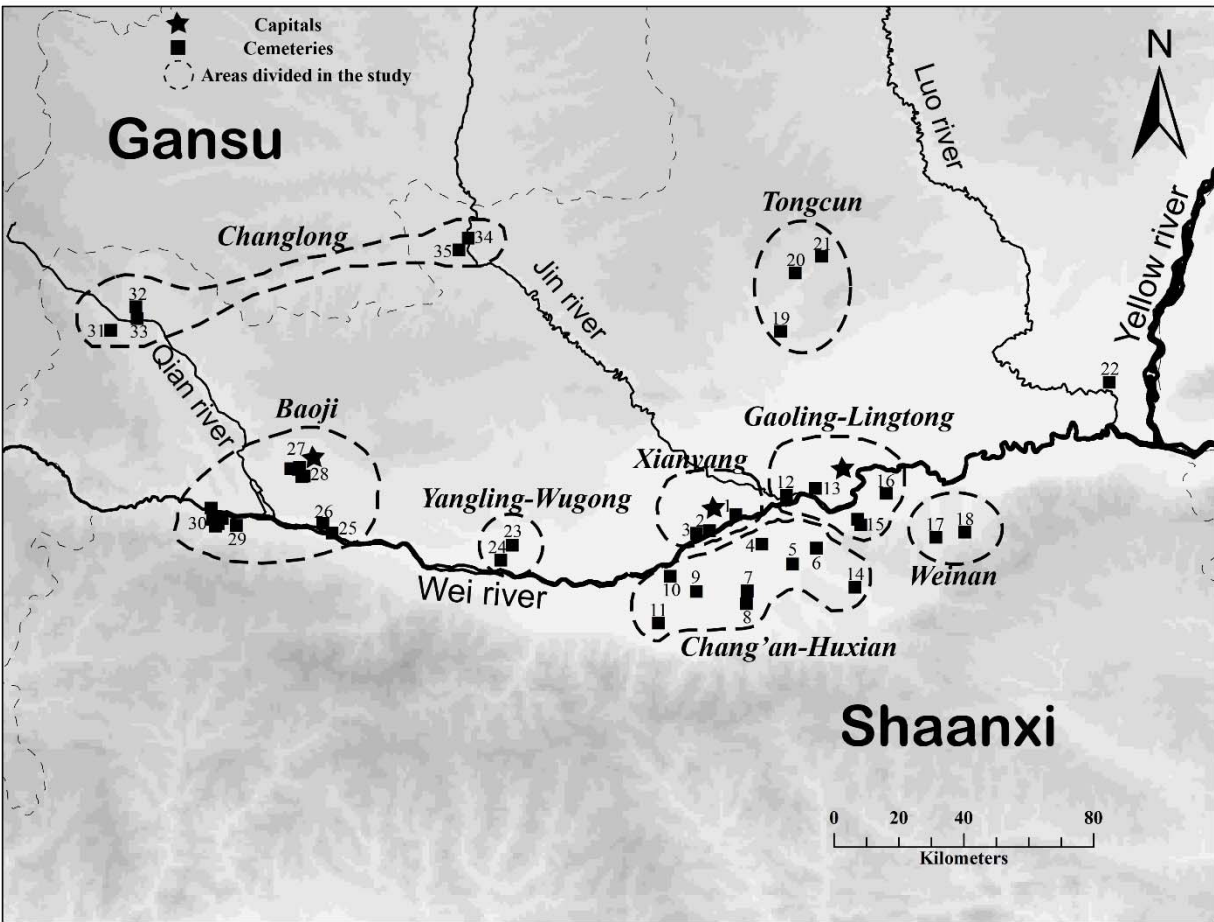 Capitals
Cemeteries
Areas divided in the study
N
Gansu
Luo river
Tongcun
Changlong
34
35
21
20
Jin river
Yellow river
32
31
33
19
Qian river
22
Baoji
Gaoling-Lingtong
27
28
Xianyang
12
13
16
Yangling-Wugong
1
30
29
26
25
3
2
15
17
18
23
24
4
5
6
Weinan
Wei river
10
9
7
14
8
11
Chang'an-Huxian
Shaanxi
0
20
40
80
Kilometers